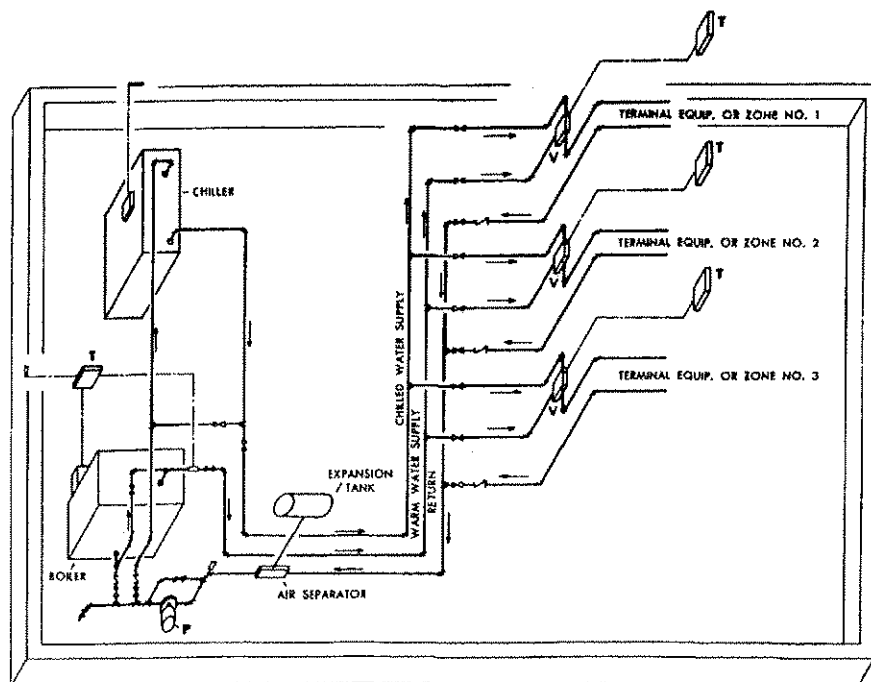 T
TERMINAL EQUIP. OR ZONE NO. 1
CHILLER
V
T
TERMINAL EQUIP. OR ZONE NO. 2
V
T
CHILLED WATER SUPPLY
WARM WATER SUPPLY
RETURN
T
TERMINAL EQUIP. OR ZONE NO. 3
V
EXPANSION
TANK
BOILER
AIR SEPARATOR
P